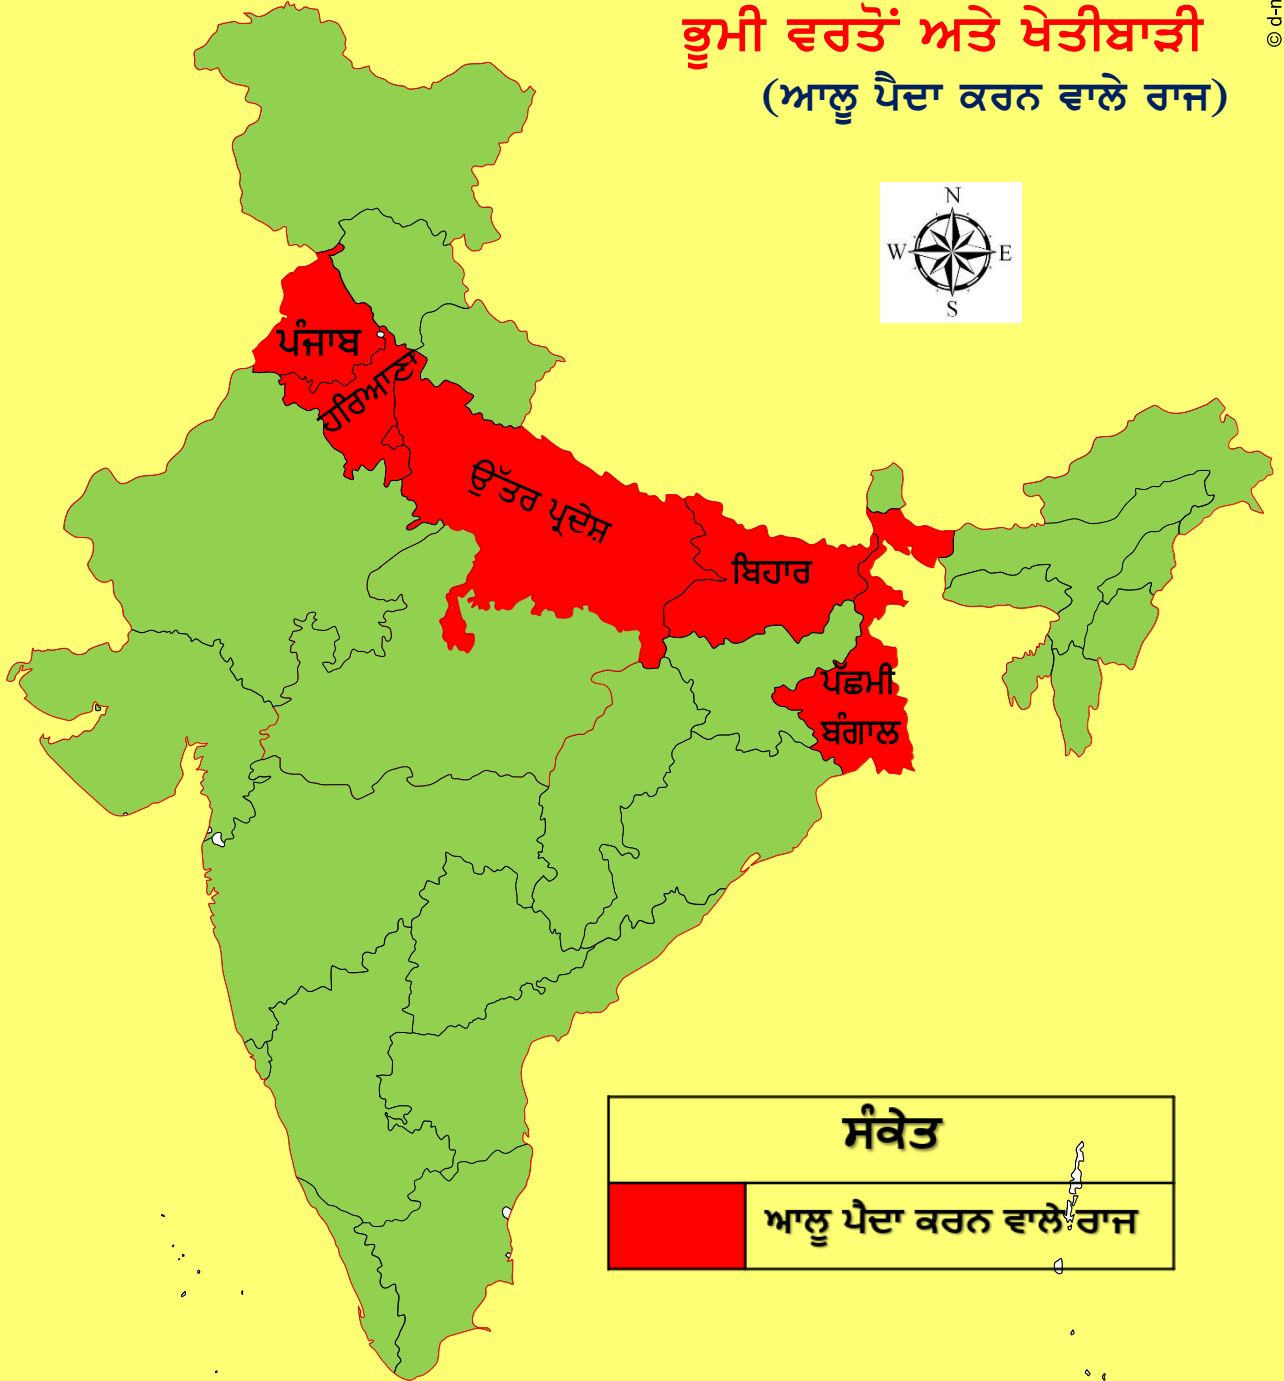 ਭੂਮੀ ਵਰਤੋਂ ਅਤੇ ਖੇਤੀਬਾੜੀ
(ਆਲੂ ਪੈਦਾ ਕਰਨ ਵਾਲੇ ਰਾਜ)
N
W E
S
ਪੰਜਾਬ
ਹਰਿਆਣਾ
ਉੱਤਰ ਪ੍ਰਦੇਸ਼
ਬਿਹਾਰ
ਪੱਛਮੀ
ਬੰਗਾਲ
ਸੰਕੇਤ
ਆਲੂ ਪੈਦਾ ਕਰਨ ਵਾਲੇ ਰਾਜ